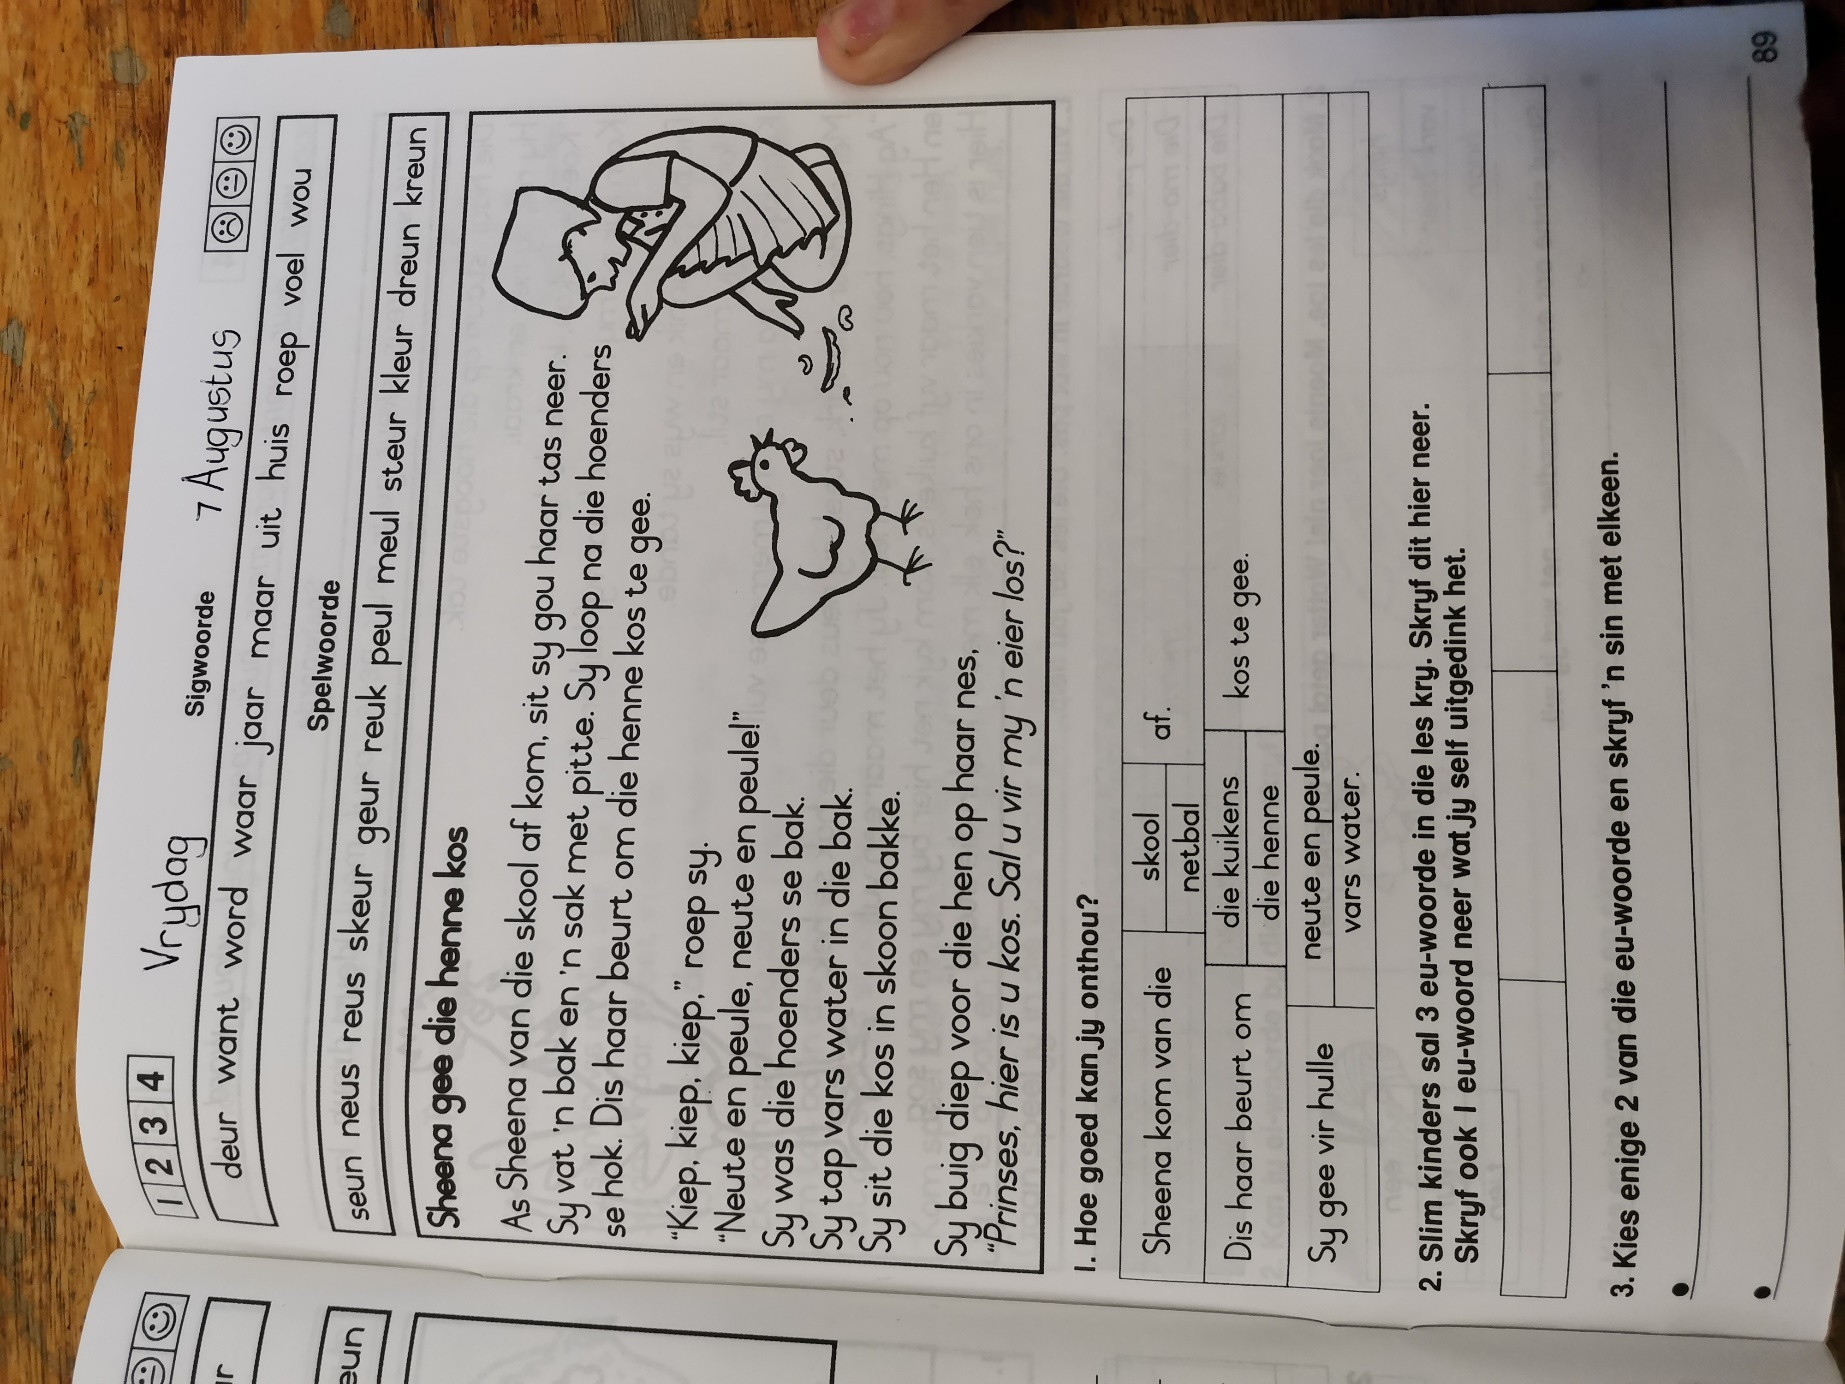 1 2 3 4
Vrydag 7 Augustus
Sigwoorde
deur want word waar jaar maar uit huis roep voel wou
Spelwoorde
seun neus reus skeur geur reuk peul meul steur kleur dreun kreun
Sheena gee die henne kos
As Sheena van die skool af kom, sit sy gou haar tas neer.
Sy vat 'n bak en 'n sak met pitte. Sy loop na die hoenders
se hok. Dis haar beurt om die henne kos te gee.
“Kiep, kiep, kiep,” roep sy.
“Neute en peule, neute en peule!”
Sy was die hoenders se bak.
Sy tap vars water in die bak.
Sy sit die kos in skoon bakke.
Sy buig diep voor die hen op haar nes,
“Prinses, hier is u kos. Sal u vir my 'n eier los?”
1. Hoe goed kan jy onthou?
Sheena kom van die
skool
netbal
af.
Dis haar beurt om
die kuikens
die henne
kos te gee.
Sy gee vir hulle
neute en peule.
vars water.
2. Slim kinders sal 3 eu-woorde in die les kry. Skryf dit hier neer.
Skryf ook 1 eu-woord neer wat jy self uitgedink het.
3. Kies enige 2 van die eu-woorde en skryf 'n sin met elkeen.
89
eun